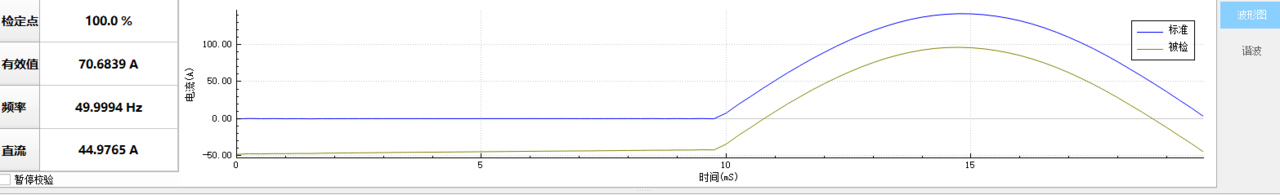 检定点 100.0 %
有效值 70.6839 A
频率 49.9994 Hz
直流 44.9765 A
暂停校验
电流(A)
100.00
50.00
0.00
-50.00
0 5 10 15
时间(mS)
标准
被检
波形图
谐波